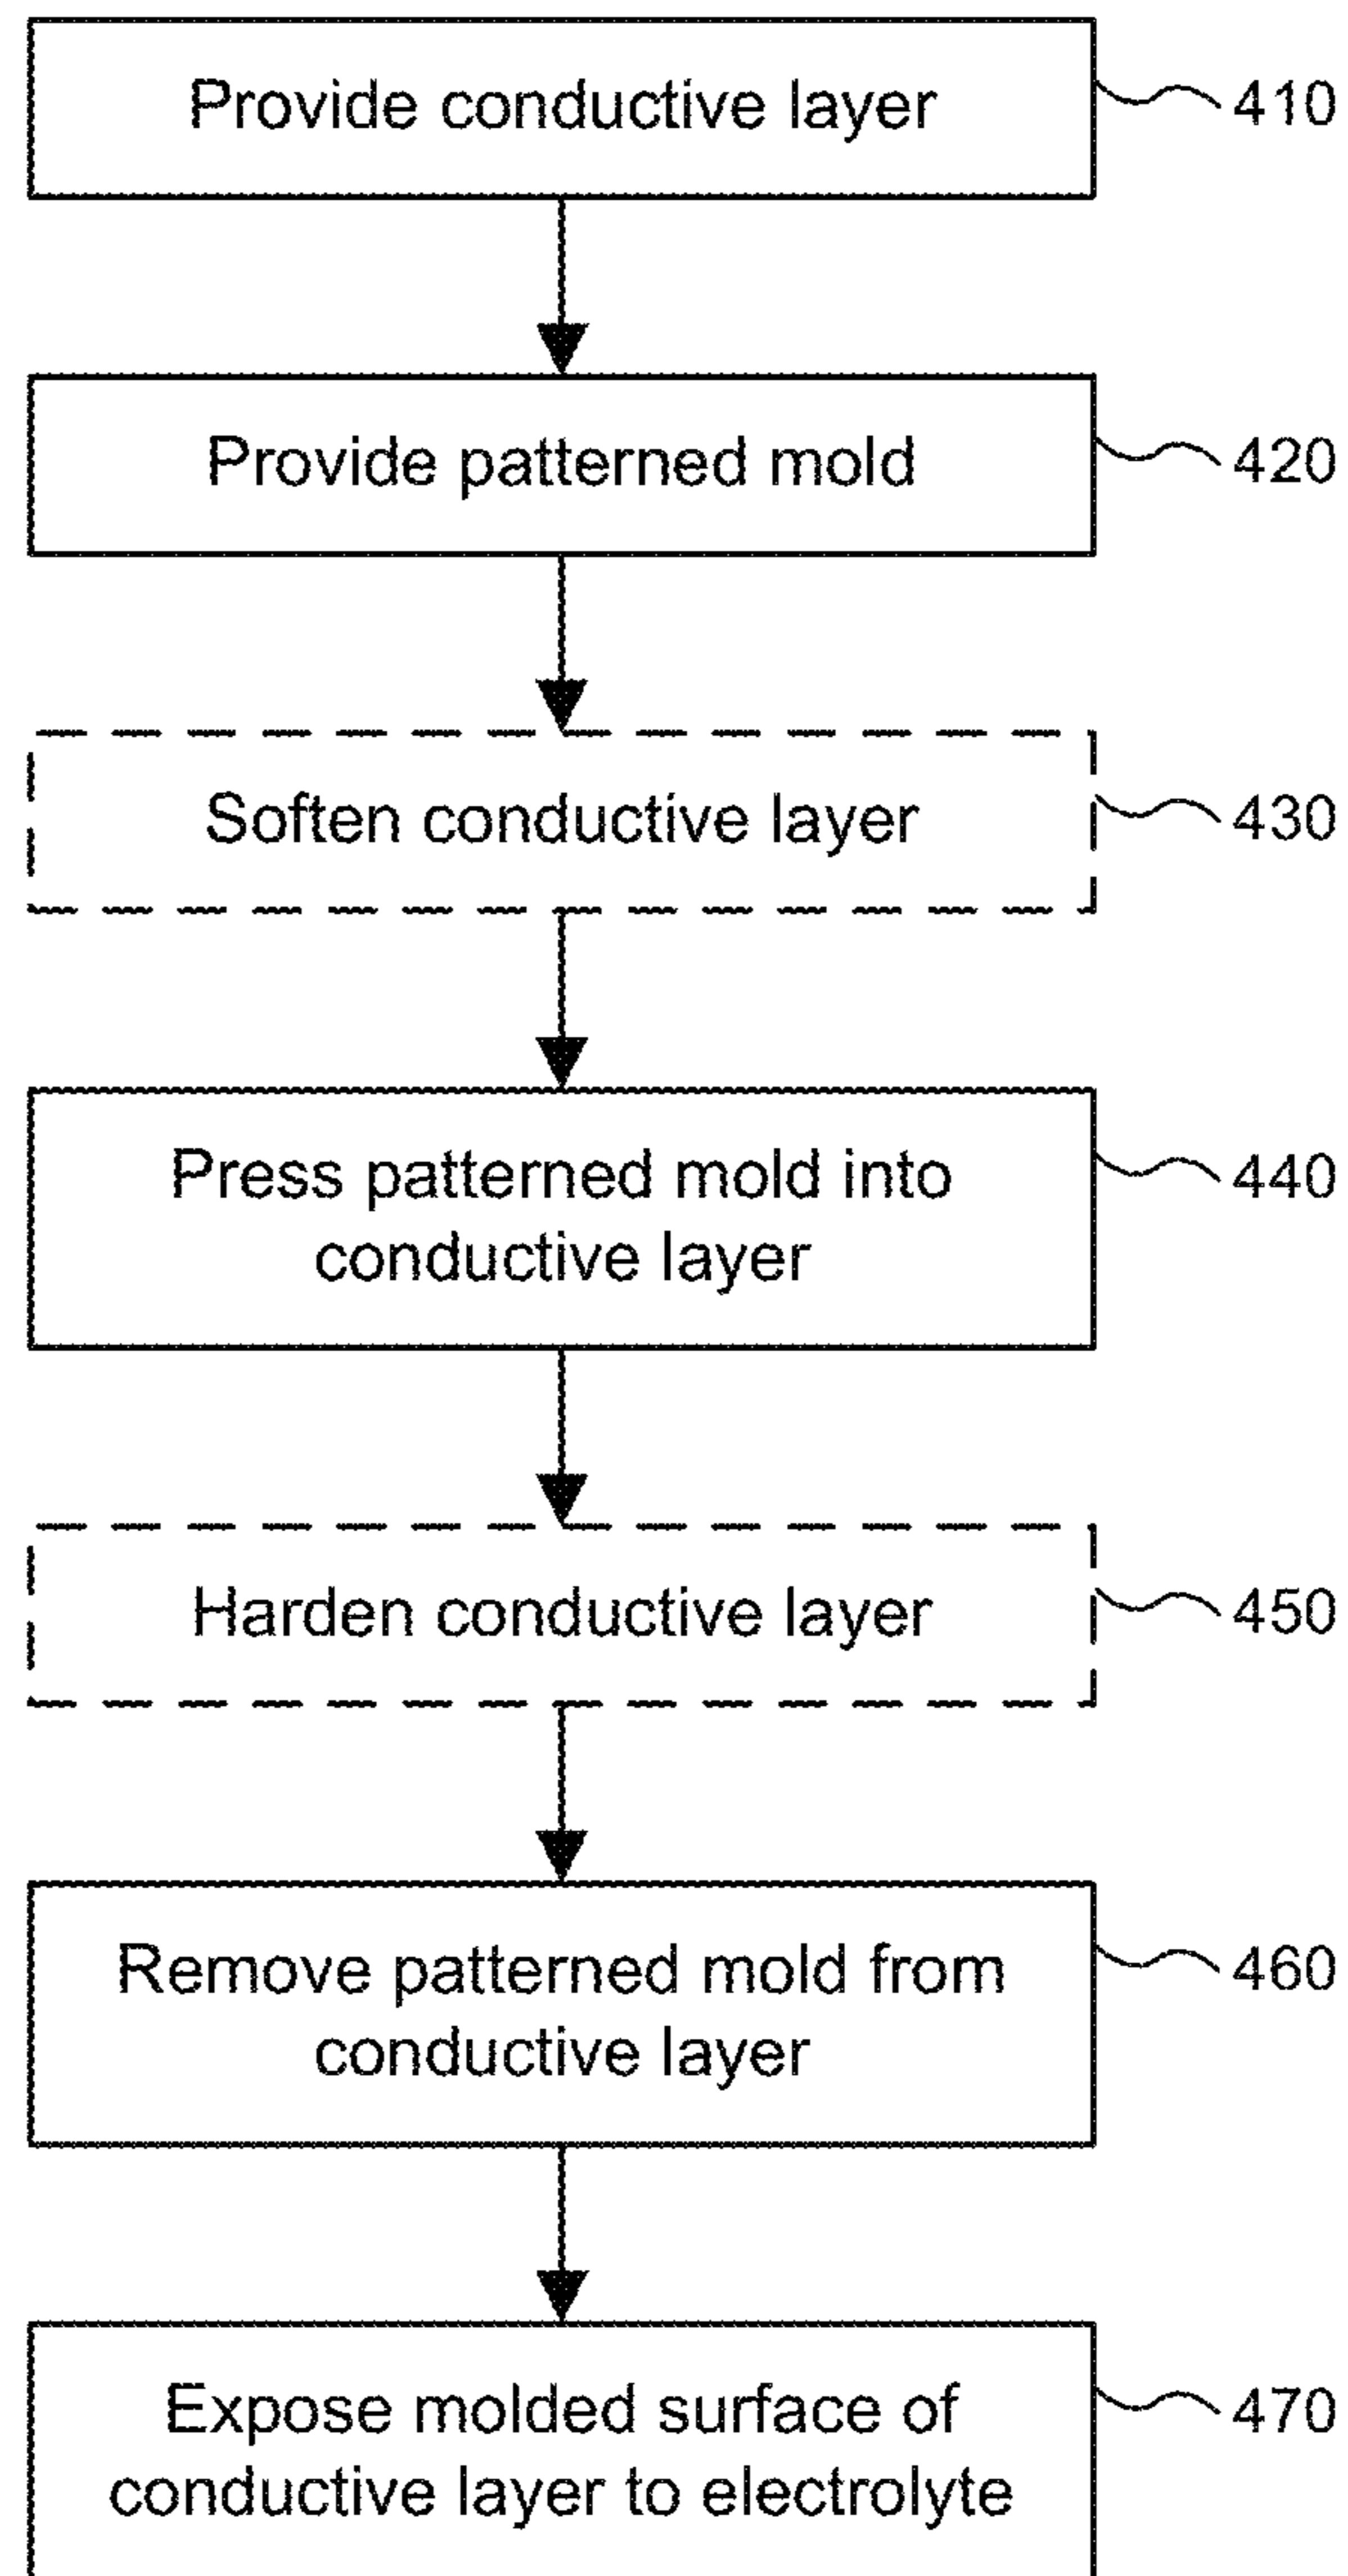 Provide conductive layer
410
Provide patterned mold
420
Soften conductive layer
430
Press patterned mold into
conductive layer
440
Harden conductive layer
450
Remove patterned mold from
conductive layer
460
Expose molded surface of
conductive layer to electrolyte
470